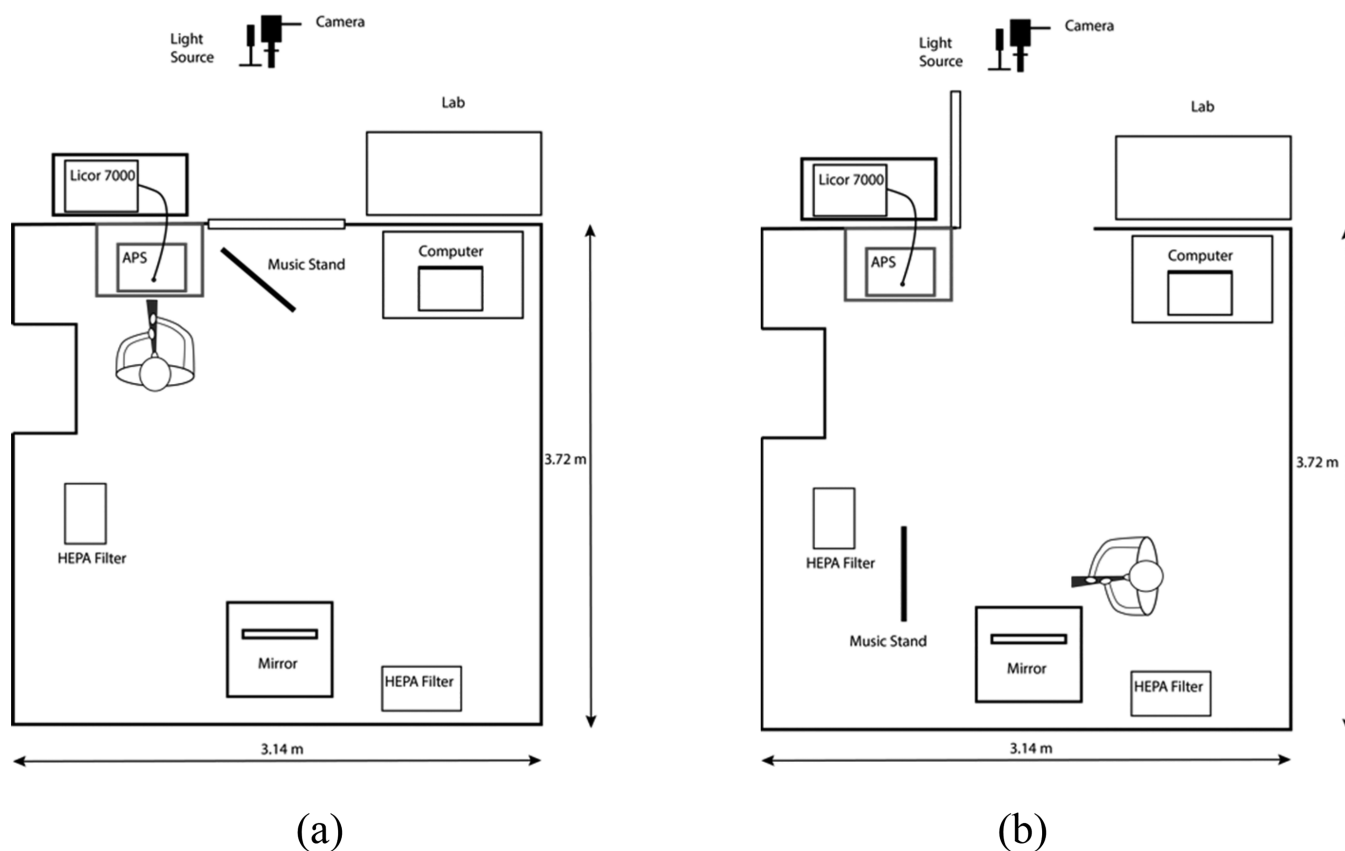 Camera
Light
Source
Lab
Licor 7000
APS
Music Stand
Computer
3.72 m
HEPA Filter
Mirror
HEPA Filter
3.14 m
(a)
Camera
Light
Source
Lab
Licor 7000
APS
Computer
3.72 m
HEPA Filter
Music Stand
Mirror
HEPA Filter
3.14 m
(b)